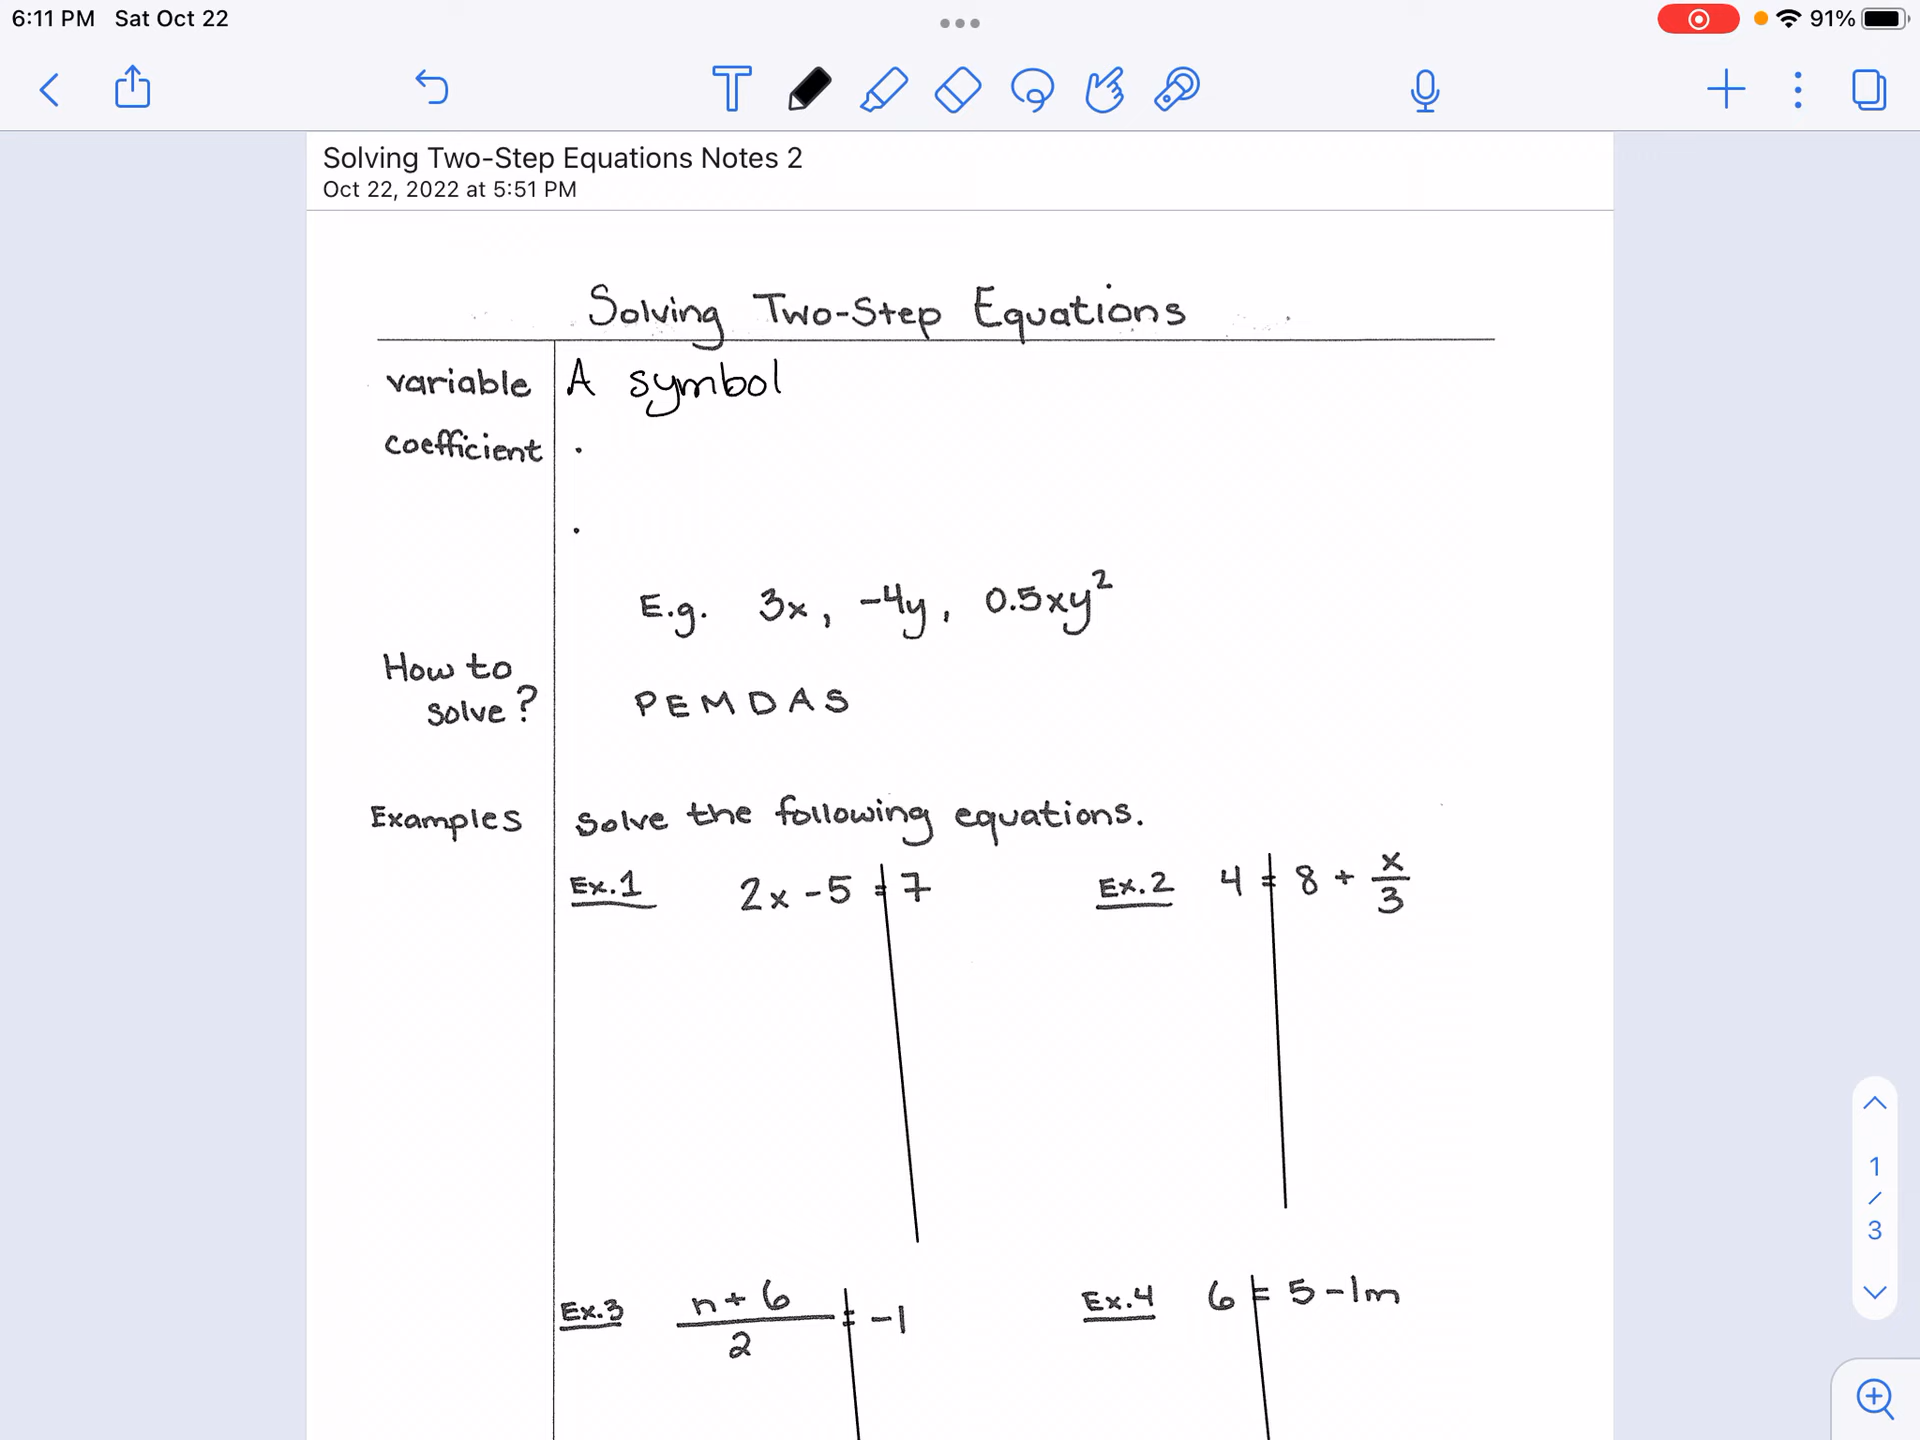 6:11 PM Sat Oct 22
91%
Solving Two-Step Equations Notes 2
Oct 22, 2022 at 5:51 PM
Solving Two-Step Equations
variable A symbol
coefficient ·
·
E.g. 3x, -4y, 0.5xy²
How to
solve?
PEMDAS
Examples Solve the following equations.
Ex.1 2x - 5 = 7
Ex.2 4 = 8 + x/3
Ex.3 n + 6 / 2 = -1
Ex.4 6 = 5 - 1m
1
/
3